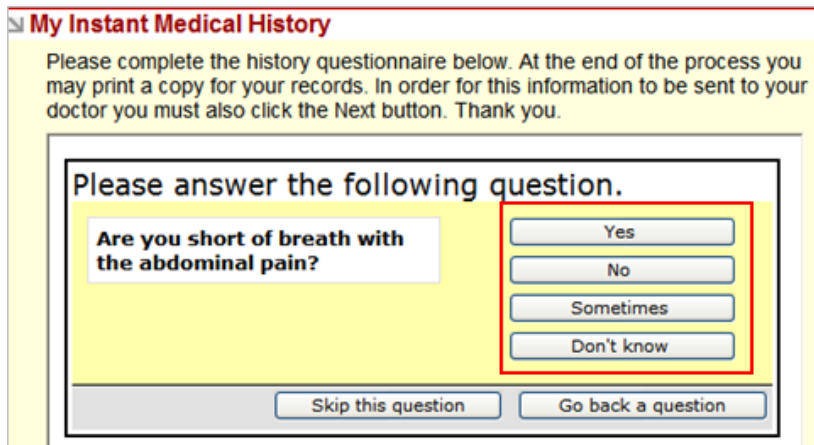 My Instant Medical History
Please complete the history questionnaire below. At the end of the process you
may print a copy for your records. In order for this information to be sent to your
doctor you must also click the Next button. Thank you.
Please answer the following question.
Are you short of breath with
the abdominal pain?
Yes
No
Sometimes
Don't know
Skip this question
Go back a question